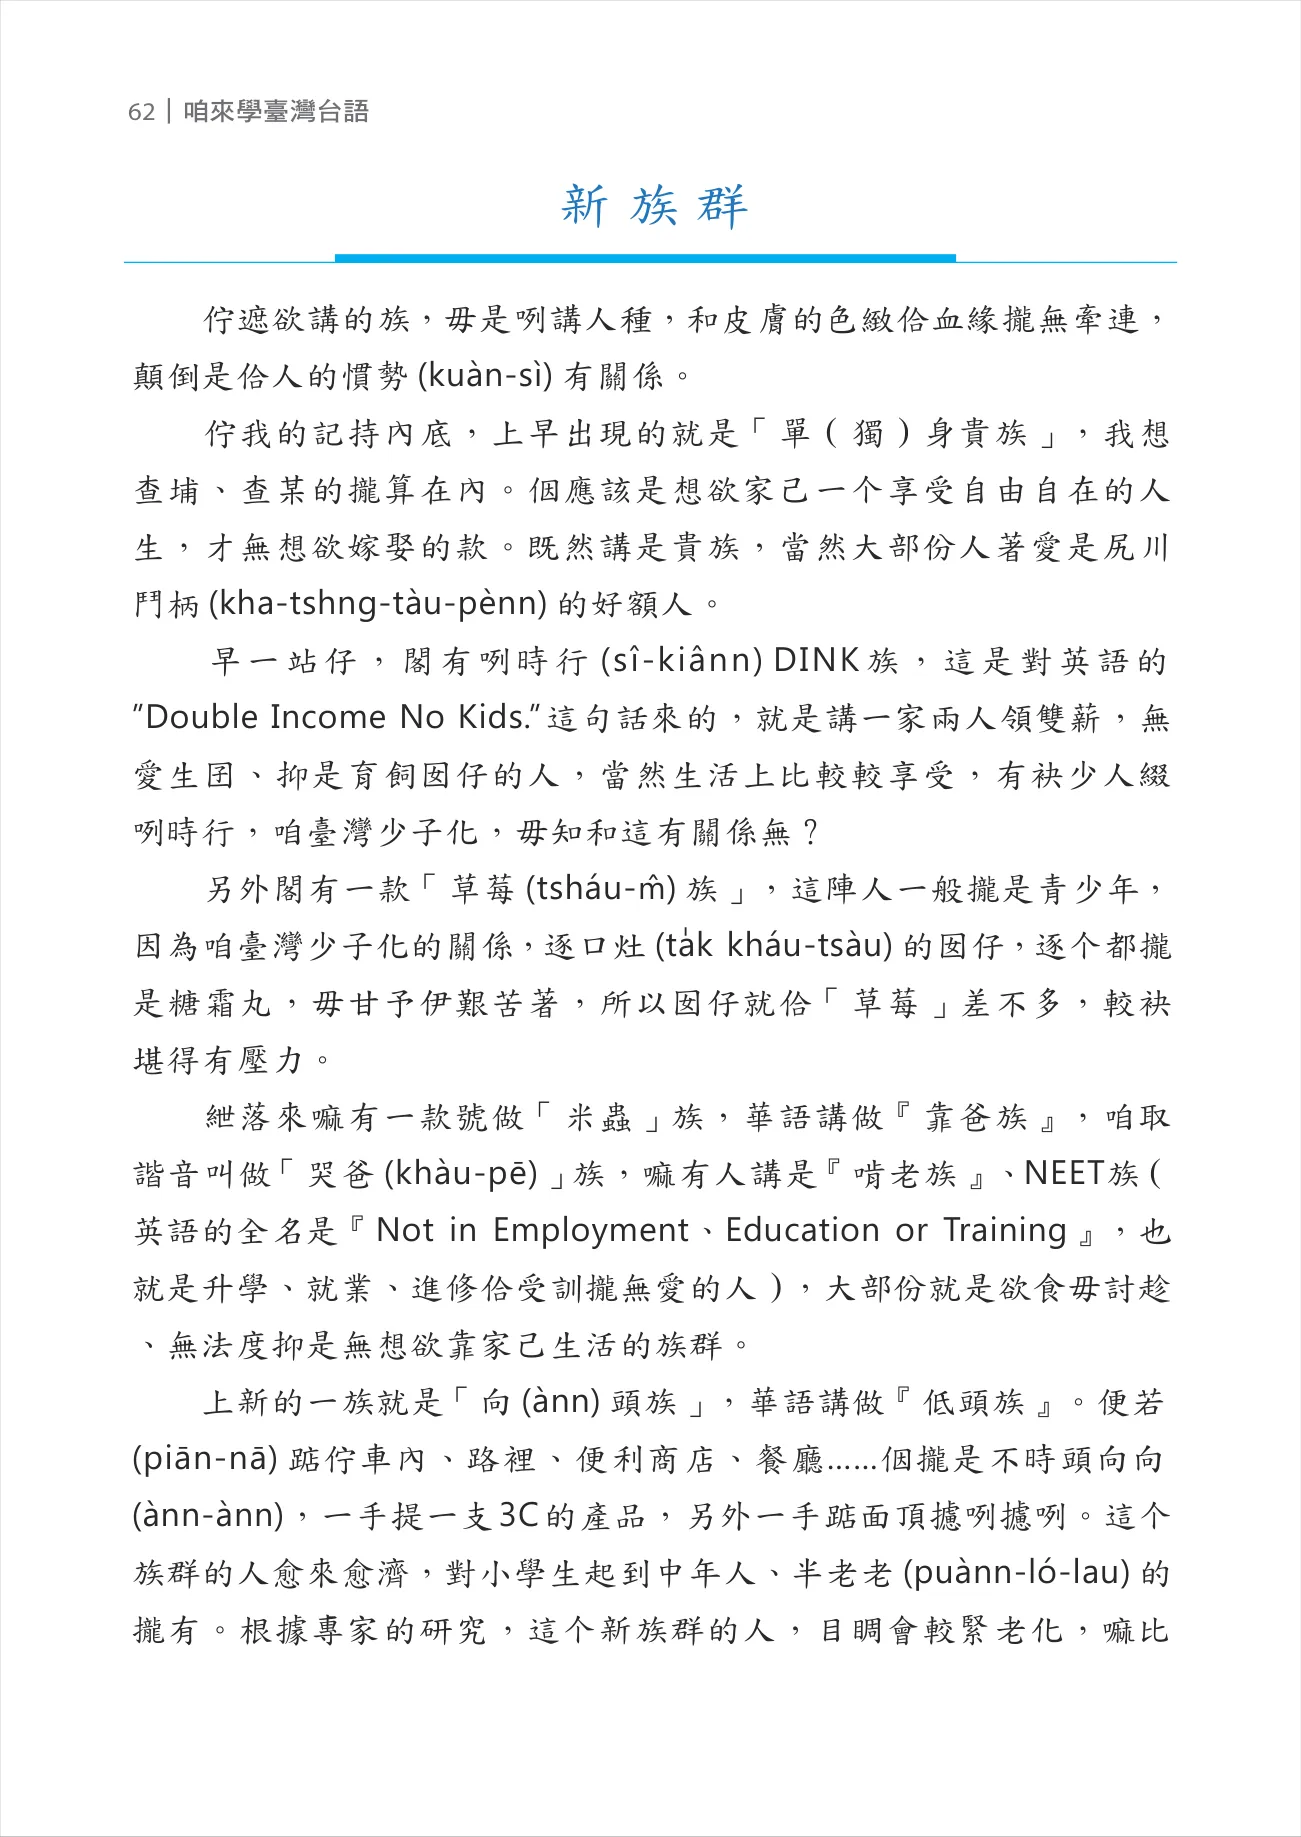 62｜咱來學臺灣台語
新族群
佇遮欲講的族，毋是咧講人種，和皮膚的色緻佮血緣攏無牽連，
顛倒是佮人的慣勢 (kuàn-sì) 有關係。
佇我的記持內底，上早出現的就是「單（獨）身貴族」，我想
查埔、查某的攏算在內。個應該是想欲家己一个享受自由自在的人
生，才無想欲嫁娶的款。既然講是貴族，當然大部份人著愛是尻川
鬥柄 (kha-tshng-tàu-pènn) 的好額人。
早一站仔，閣有咧時行 (sî-kiânn) DINK 族，這是對英語的
"Double Income No Kids." 這句話來的，就是講一家兩人領雙薪，無
愛生囝、抑是育飼囡仔的人，當然生活上比較較享受，有袂少人綴
咧時行，咱臺灣少子化，毋知和這有關係無？
另外閣有一款「草莓 (tsháu-m̂) 族」，這陣人一般攏是青少年，
因為咱臺灣少子化的關係，逐口灶 (ta̍k kháu-tsàu) 的囡仔，逐个都攏
是糖霜丸，毋甘予伊艱苦著，所以囡仔就佮「草莓」差不多，較袂
堪得有壓力。
紲落來嘛有一款號做「米蟲」族，華語講做『靠爸族』，咱取
諧音叫做「哭爸 (khàu-pē)」族，嘛有人講是『啃老族』、NEET族（
英語的全名是『Not in Employment、Education or Training』，也
就是升學、就業、進修佮受訓攏無愛的人），大部份就是欲食毋討趁
、無法度抑是無想欲靠家己生活的族群。
上新的一族就是「向 (ànn) 頭族」，華語講做『低頭族』。便若
(piān-nā) 踮佇車內、路裡、便利商店、餐廳……個攏是不時頭向向
(ànn-ànn)，一手提一支 3C 的產品，另外一手踮面頂攄咧攄咧。這个
族群的人愈來愈濟，對小學生起到中年人、半老老 (puànn-ló-lau) 的
攏有。根據專家的研究，這个新族群的人，目睭會較緊老化，嘛比